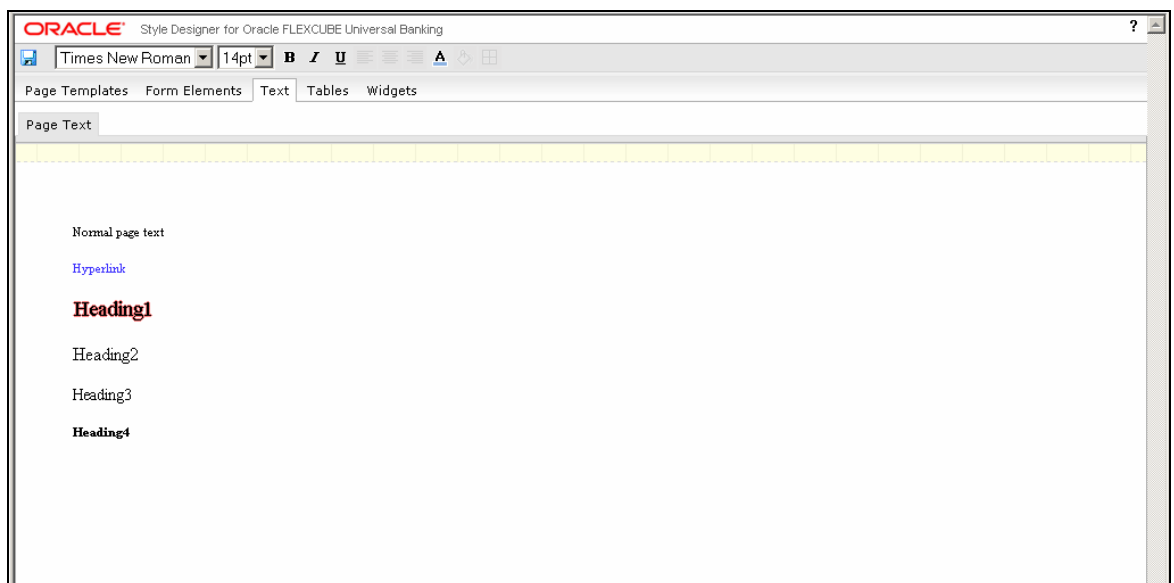 ORACLE Style Designer for Oracle FLEXCUBE Universal Banking ?
Times New Roman 14pt B I U A
Page Templates Form Elements Text Tables Widgets
Page Text
Normal page text
Hyperlink
Heading1
Heading2
Heading3
Heading4